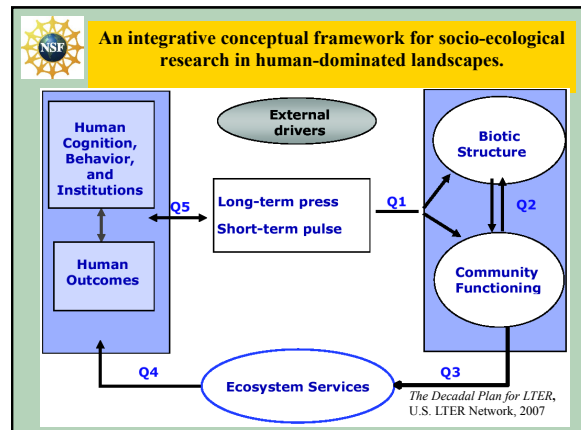 NSF
An integrative conceptual framework for socio-ecological
research in human-dominated landscapes.
External
drivers
Human
Cognition,
Behavior,
and
Institutions
Human
Outcomes
Q5
Long-term press
Short-term pulse
Q1
Biotic
Structure
Q2
Community
Functioning
Q4
Ecosystem Services
Q3
The Decadal Plan for LTER,
U.S. LTER Network, 2007